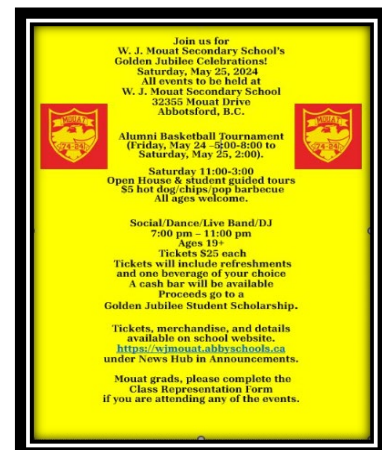 Join us for
W. J. Mouat Secondary School's
Golden Jubilee Celebrations!
Saturday, May 25, 2024
All events to be held at
W. J. Mouat Secondary School
32355 Mouat Drive
Abbotsford, B.C.
MOUAT
74-24
MOUAT
74-24
Alumni Basketball Tournament
(Friday, May 24 –5:00-8:00 to
Saturday, May 25, 2:00).
Saturday 11:00-3:00
Open House & student guided tours
$5 hot dog/chips/pop barbecue
All ages welcome.
Social/Dance/Live Band/DJ
7:00 pm – 11:00 pm
Ages 19+
Tickets $25 each
Tickets will include refreshments
and one beverage of your choice
A cash bar will be available
Proceeds go to a
Golden Jubilee Student Scholarship.
Tickets, merchandise, and details
available on school website.
https://wjmouat.abbyschools.ca
under News Hub in Announcements.
Mouat grads, please complete the
Class Representation Form
if you are attending any of the events.